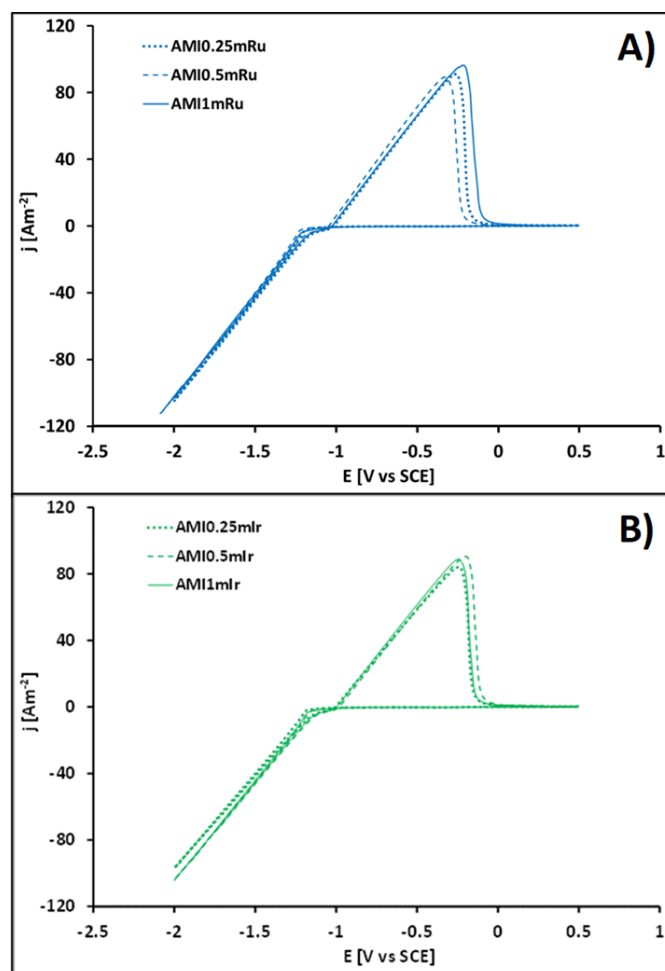 A)
AMI0.25mRu
AMI0.5mRu
AMI1mRu
120
80
40
0
-40
-80
-120
j [Am-2]
-2.5 -2 -1.5 -1 -0.5 0 0.5 1
E [V vs SCE]
B)
AMI0.25mIr
AMI0.5mIr
AMI1mIr
120
80
40
0
-40
-80
-120
j [Am-2]
-2.5 -2 -1.5 -1 -0.5 0 0.5 1
E [V vs SCE]